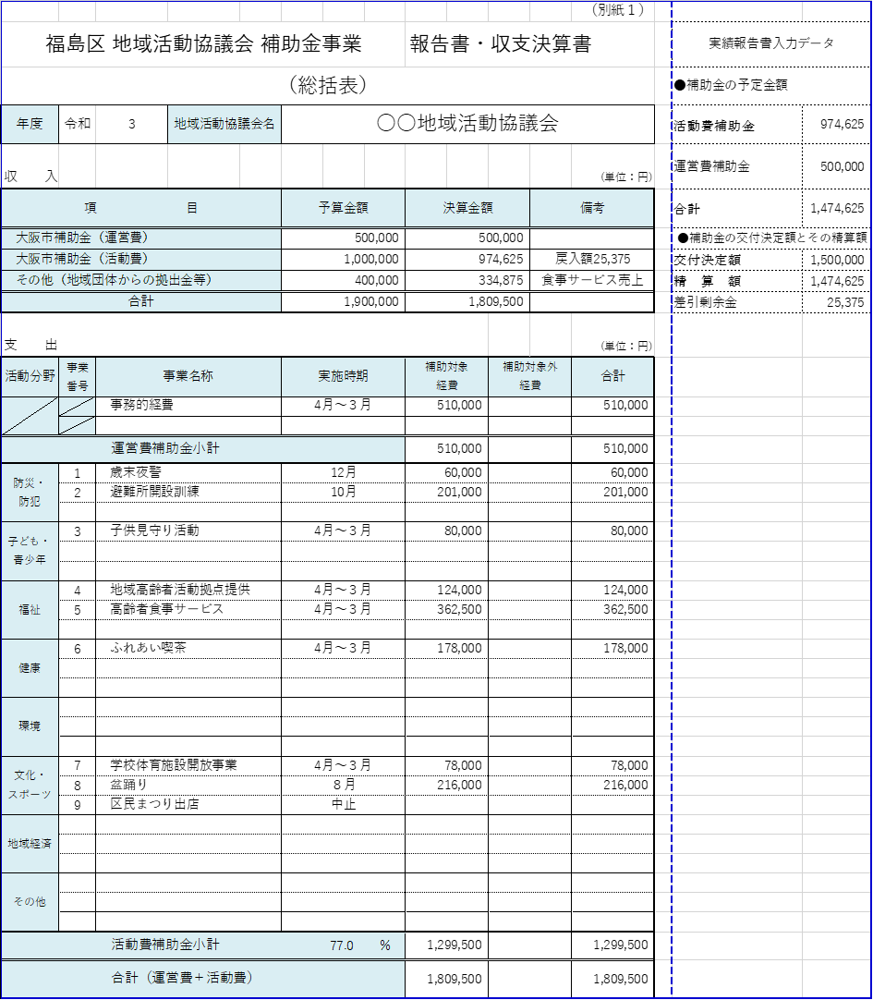 （別紙１）
福島区 地域活動協議会 補助金事業 報告書・収支決算書
実績報告書入力データ
（総括表）
●補助金の予定金額
年度 令和 3 地域活動協議会名 〇〇地域活動協議会
活動費補助金 974,625
運営費補助金 500,000
収 入 （単位：円）
項 目 予算金額 決算金額 備考
合計 1,474,625
大阪市補助金（運営費） 500,000 500,000
●補助金の交付決定額とその精算額
大阪市補助金（活動費） 1,000,000 974,625 戻入額25,375
交付決定額 1,500,000
その他（地域団体からの拠出金等） 400,000 334,875 食事サービス売上
精 算 額 1,474,625
合計 1,900,000 1,809,500
差引剰余金 25,375
支 出 （単位：円）
活動分野 事業番号 事業名称 実施時期 補助対象経費 補助対象外経費 合計
事務的経費 4月～３月 510,000 510,000
運営費補助金小計 510,000 510,000
防災・防犯
1 歳末夜警 12月 60,000 60,000
2 避難所開設訓練 10月 201,000 201,000
子ども・青少年
3 子供見守り活動 4月～３月 80,000 80,000
福祉
4 地域高齢者活動拠点提供 4月～３月 124,000 124,000
5 高齢者食事サービス 4月～３月 362,500 362,500
健康
6 ふれあい喫茶 4月～３月 178,000 178,000
環境
文化・スポーツ
7 学校体育施設開放事業 4月～３月 78,000 78,000
8 盆踊り ８月 216,000 216,000
9 区民まつり出店 中止
地域経済
その他
活動費補助金小計 77.0 % 1,299,500 1,299,500
合計（運営費＋活動費） 1,809,500 1,809,500